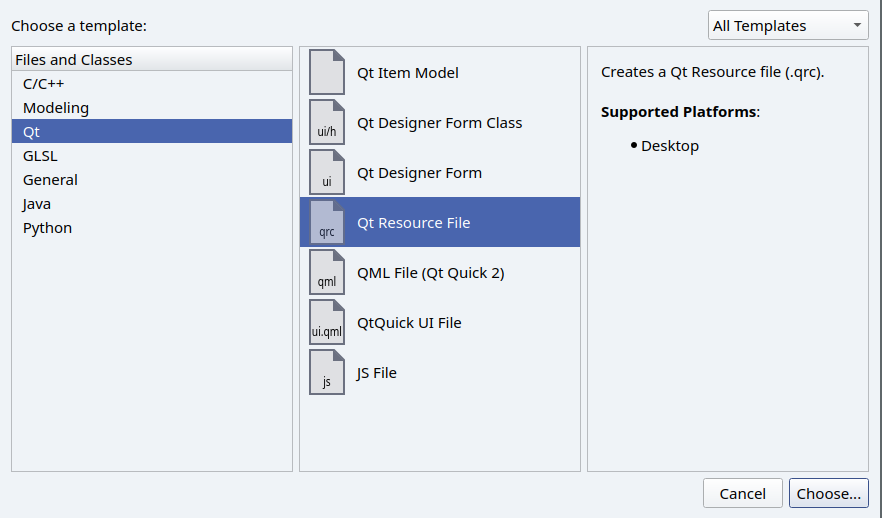 Choose a template:
All Templates
Files and Classes
C/C++
Modeling
Qt
GLSL
General
Java
Python
Qt Item Model
ui/h
Qt Designer Form Class
ui
Qt Designer Form
qrc
Qt Resource File
qml
QML File (Qt Quick 2)
ui.qml
QtQuick UI File
js
JS File
Creates a Qt Resource file (.qrc).
Supported Platforms:
• Desktop
Cancel
Choose...